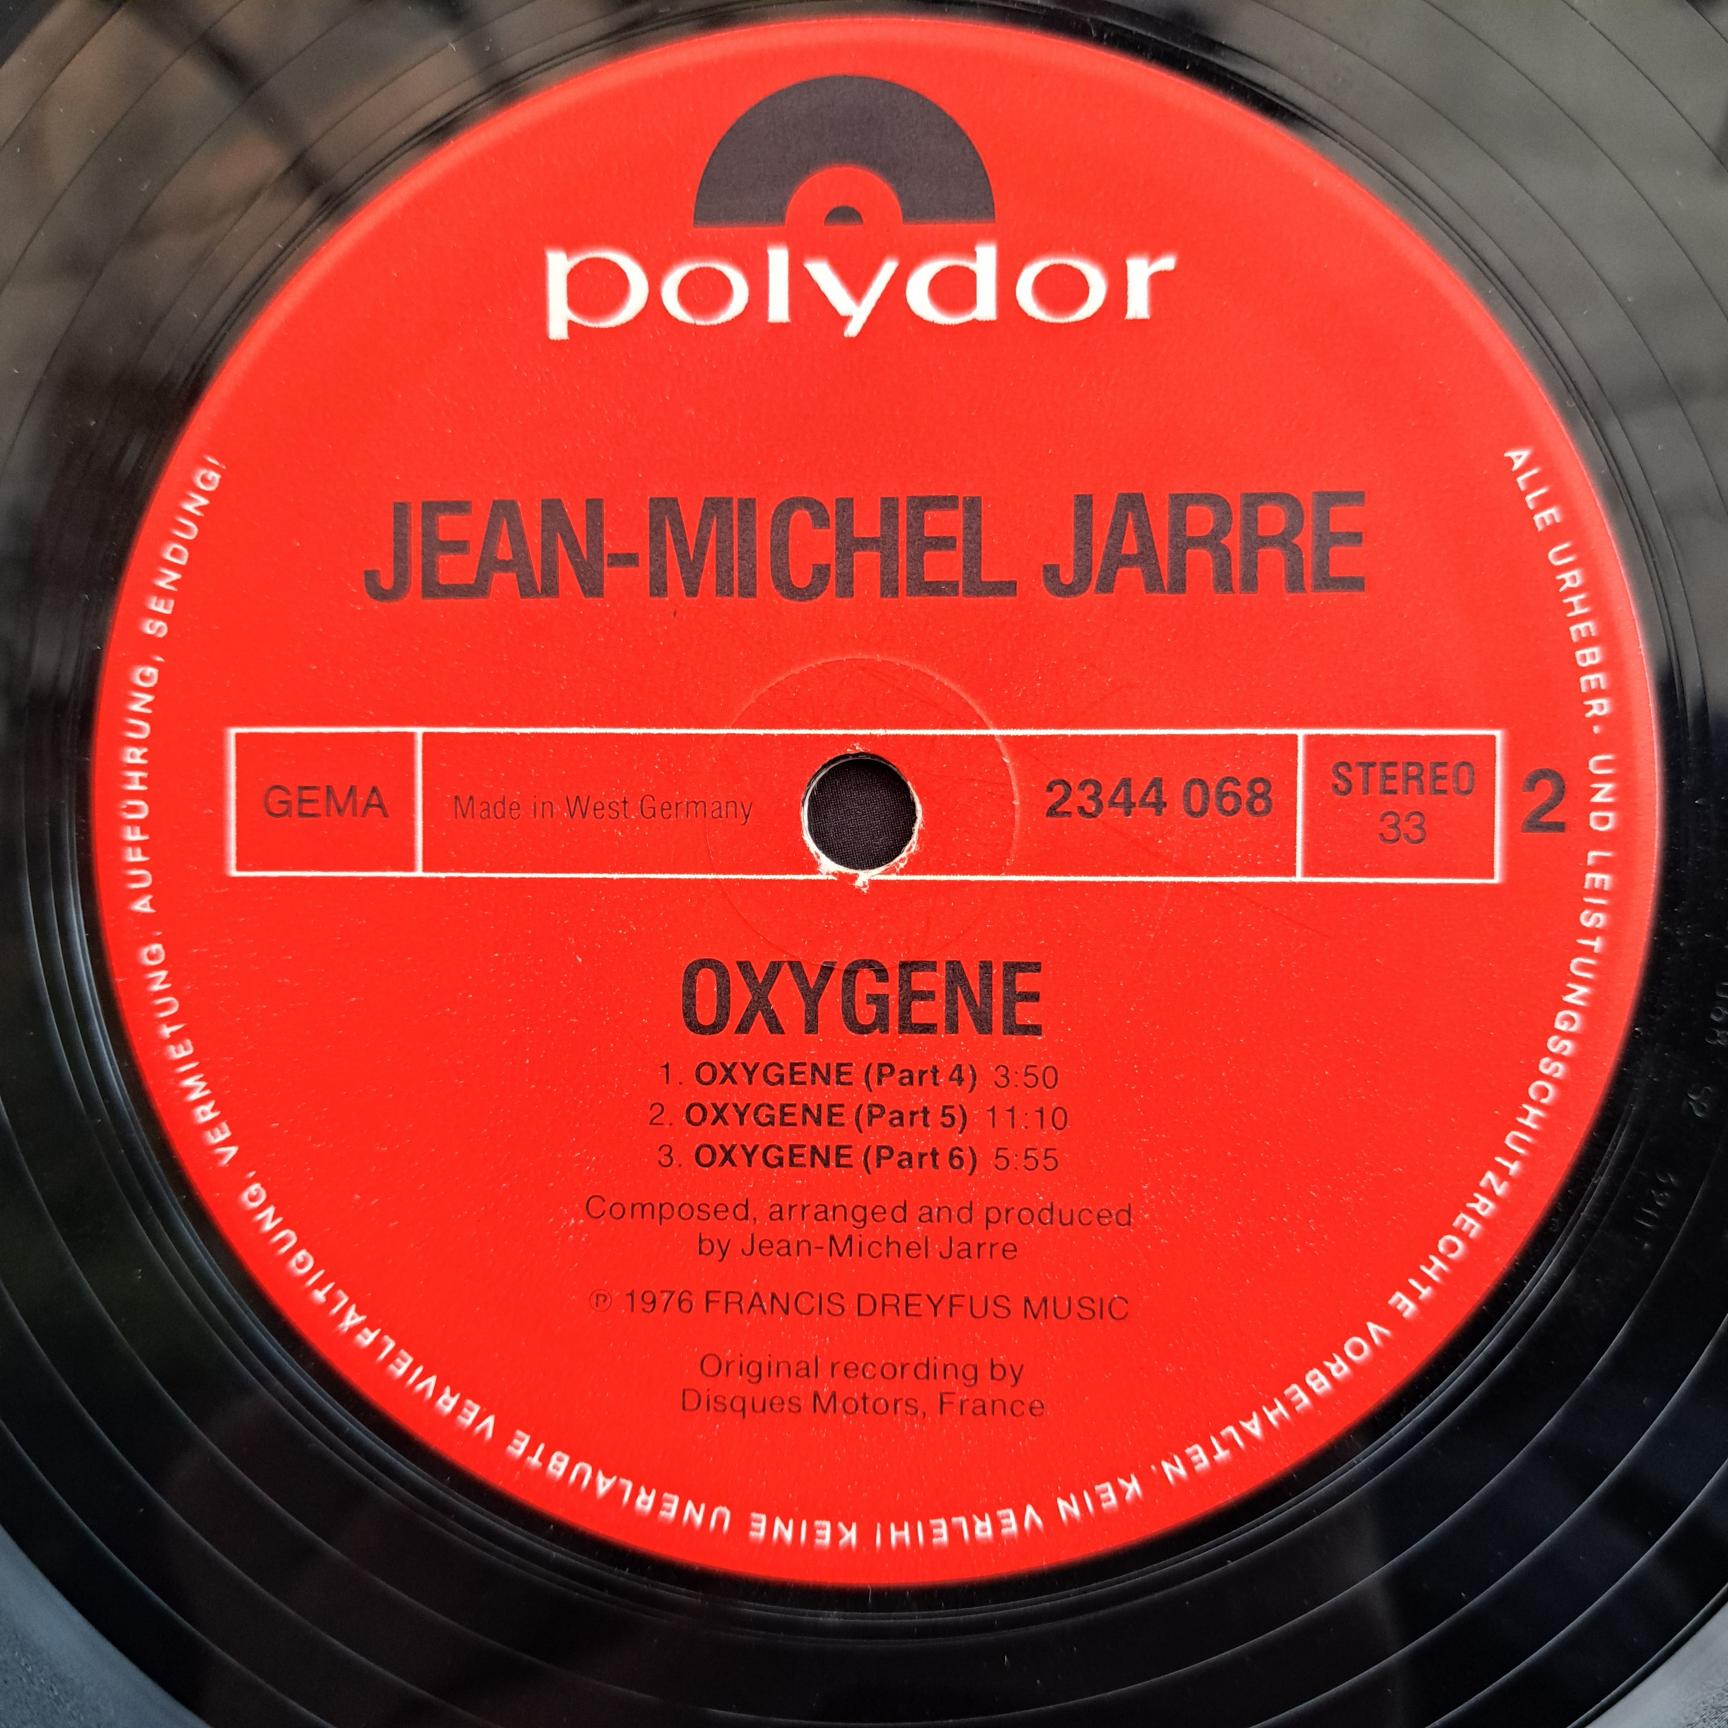 polydor
JEAN-MICHEL JARRE
GEMA
Made in West Germany
2344 068
STEREO
33
2
OXYGENE
1. OXYGENE (Part 4) 3:50
2. OXYGENE (Part 5) 11:10
3. OXYGENE (Part 6) 5:55
Composed, arranged and produced
by Jean-Michel Jarre
℗ 1976 FRANCIS DREYFUS MUSIC
Original recording by
Disques Motors, France
ALLE URHEBER- UND LEISTUNGSSCHUTZRECHTE VORBEHALTEN. KEIN VERLEIH! KEINE UNERLAUBTE VERVIELFÄLTIGUNG, VERMIETUNG, AUFFÜHRUNG, SENDUNG!